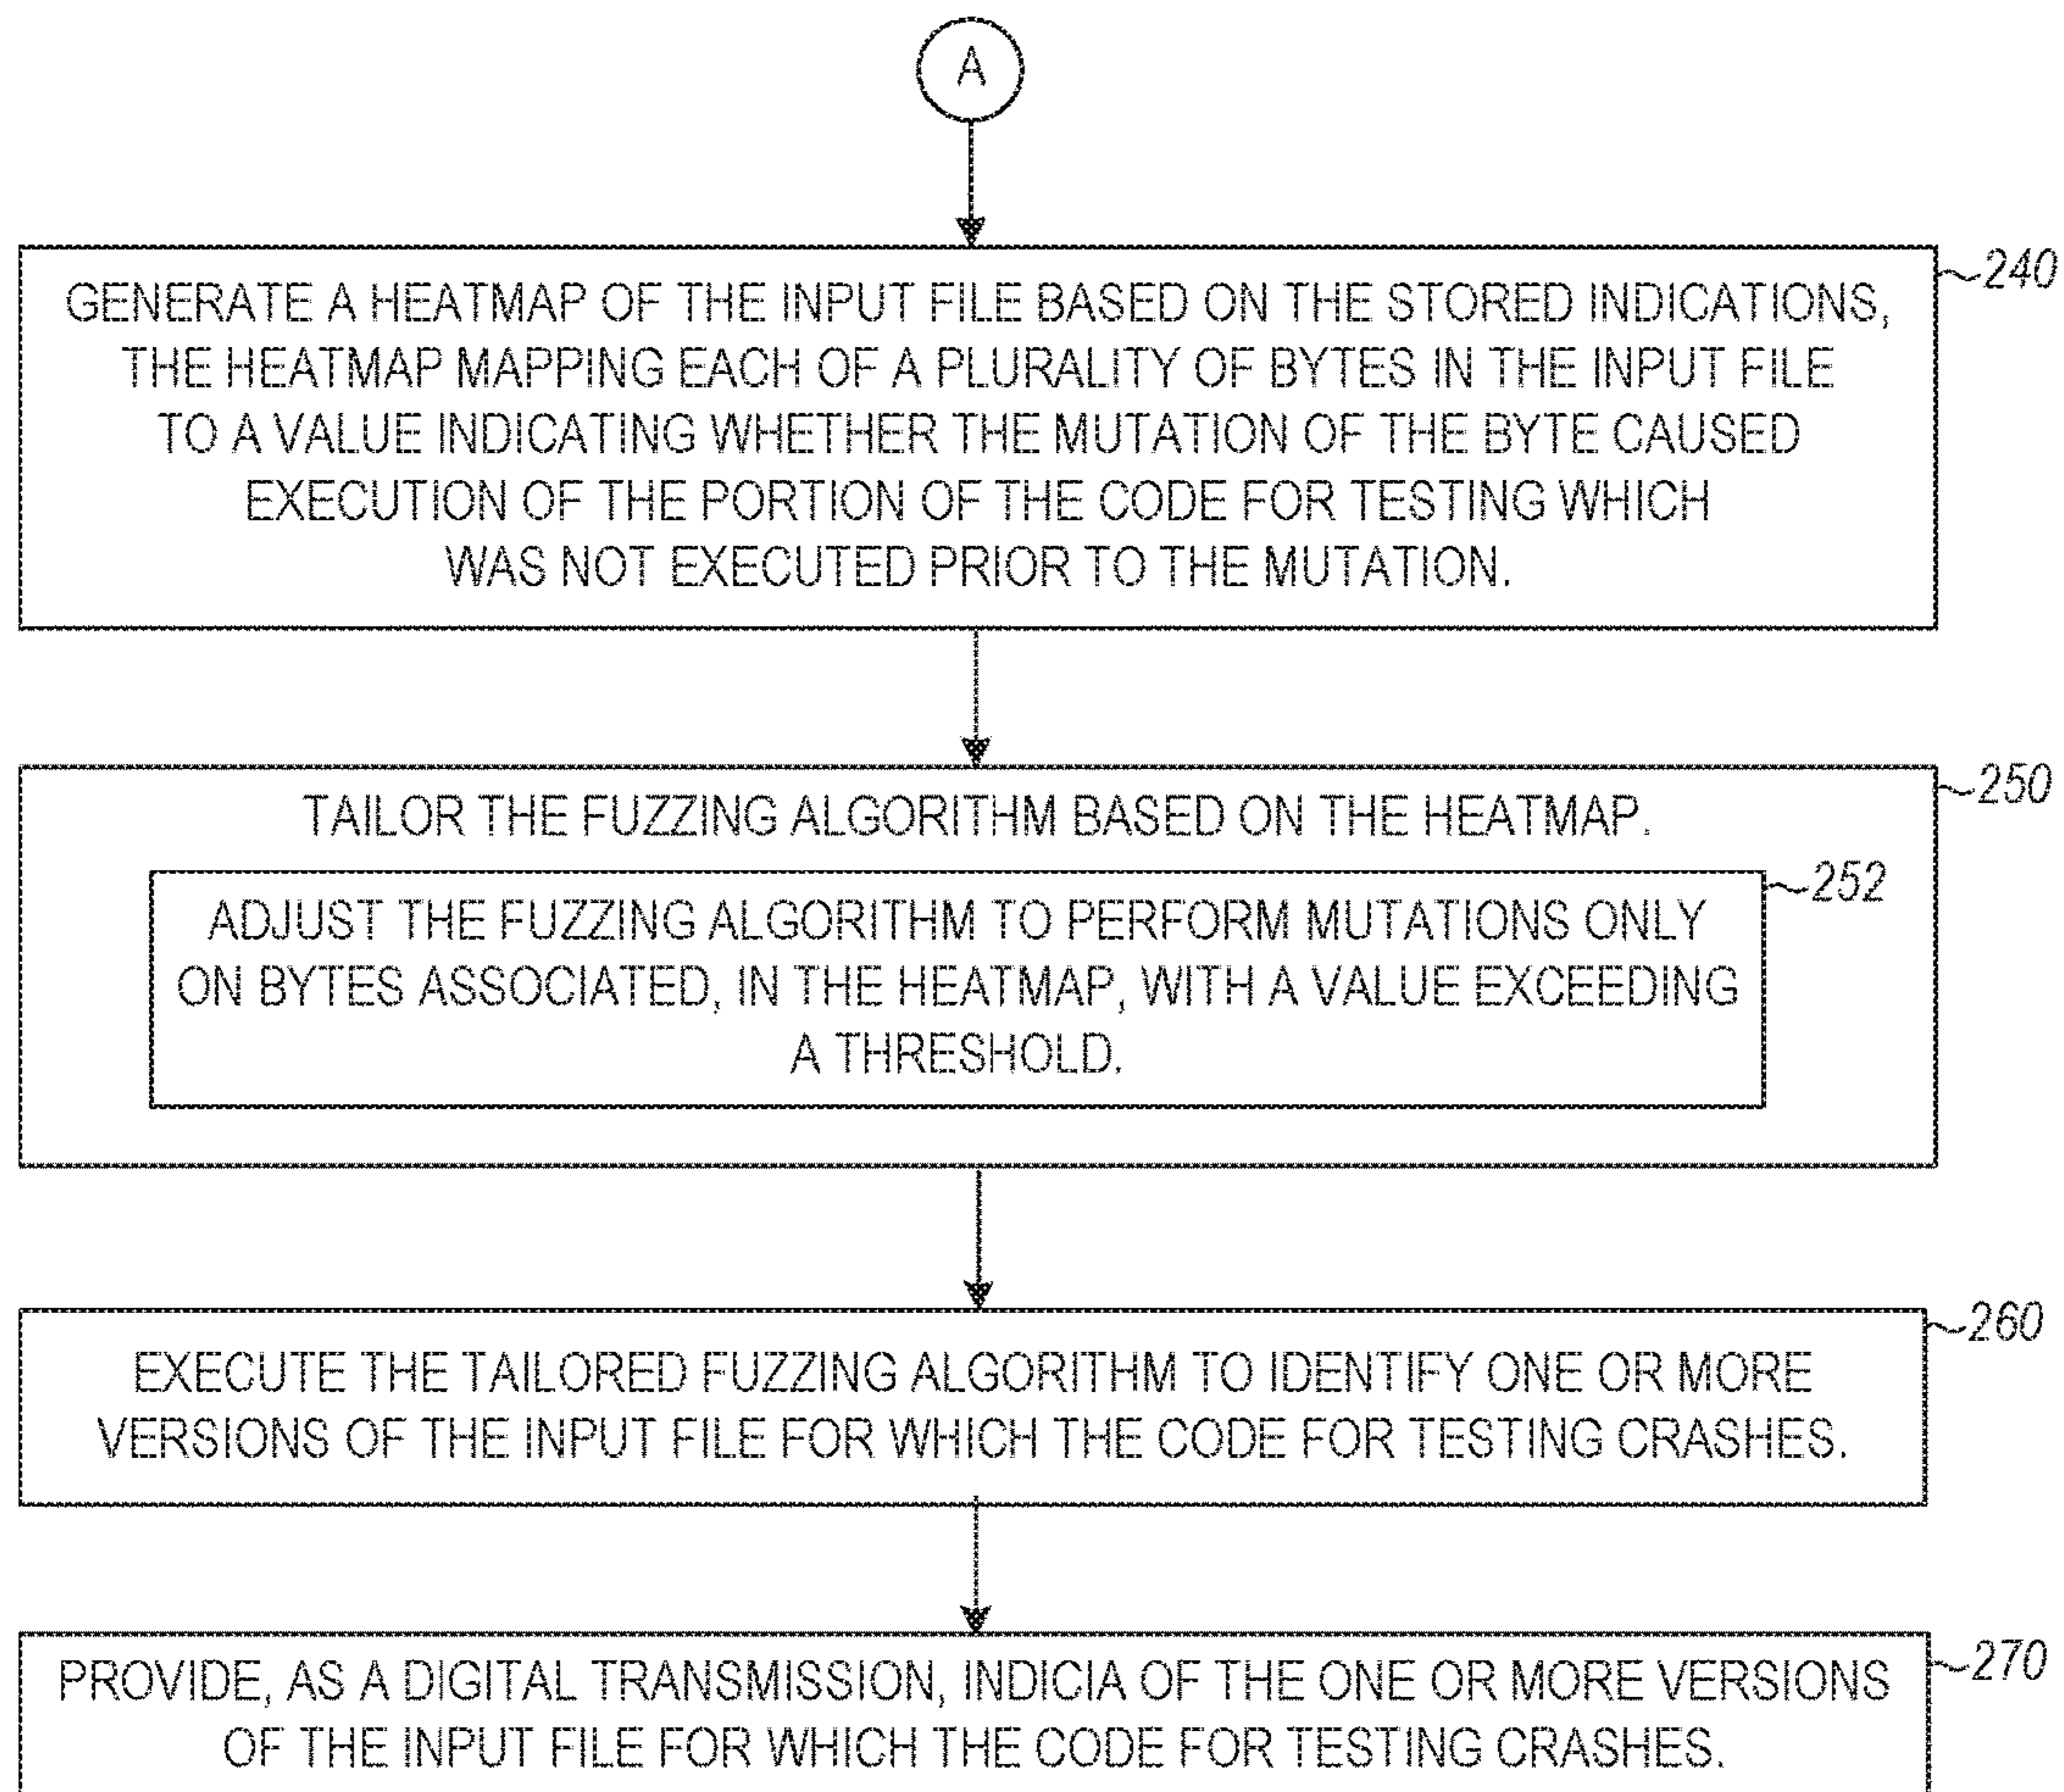 A
240
GENERATE A HEATMAP OF THE INPUT FILE BASED ON THE STORED INDICATIONS,
THE HEATMAP MAPPING EACH OF A PLURALITY OF BYTES IN THE INPUT FILE
TO A VALUE INDICATING WHETHER THE MUTATION OF THE BYTE CAUSED
EXECUTION OF THE PORTION OF THE CODE FOR TESTING WHICH
WAS NOT EXECUTED PRIOR TO THE MUTATION.
250
TAILOR THE FUZZING ALGORITHM BASED ON THE HEATMAP.
252
ADJUST THE FUZZING ALGORITHM TO PERFORM MUTATIONS ONLY
ON BYTES ASSOCIATED, IN THE HEATMAP, WITH A VALUE EXCEEDING
A THRESHOLD.
260
EXECUTE THE TAILORED FUZZING ALGORITHM TO IDENTIFY ONE OR MORE
VERSIONS OF THE INPUT FILE FOR WHICH THE CODE FOR TESTING CRASHES.
270
PROVIDE, AS A DIGITAL TRANSMISSION, INDICIA OF THE ONE OR MORE VERSIONS
OF THE INPUT FILE FOR WHICH THE CODE FOR TESTING CRASHES.